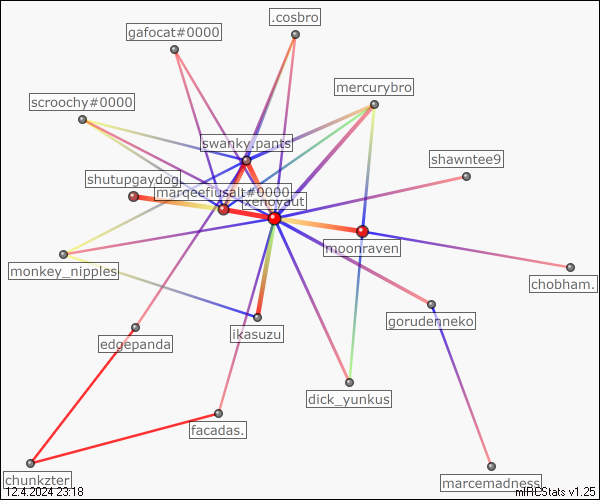 .cosbro
gafocat#0000
mercurybro
scroochy#0000
swanky.pants
shawntee9
shutupgaydog
margeefiusalt#0000
xenoyaut
moonraven
monkey_nipples
chobham.
gorudenneko
ikasuzu
edgepanda
dick_yunkus
facadas.
chunkzter
marcemadness
12.4.2024 23:18
mIRCStats v1.25